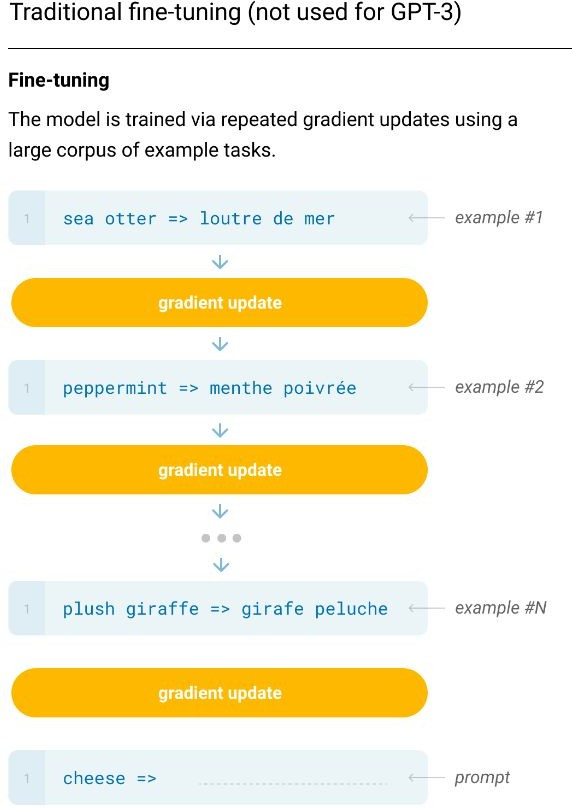 Traditional fine-tuning (not used for GPT-3)
Fine-tuning
The model is trained via repeated gradient updates using a
large corpus of example tasks.
1 sea otter => loutre de mer example #1
gradient update
1 peppermint => menthe poivrée example #2
gradient update
1 plush giraffe => girafe peluche example #N
gradient update
1 cheese => prompt